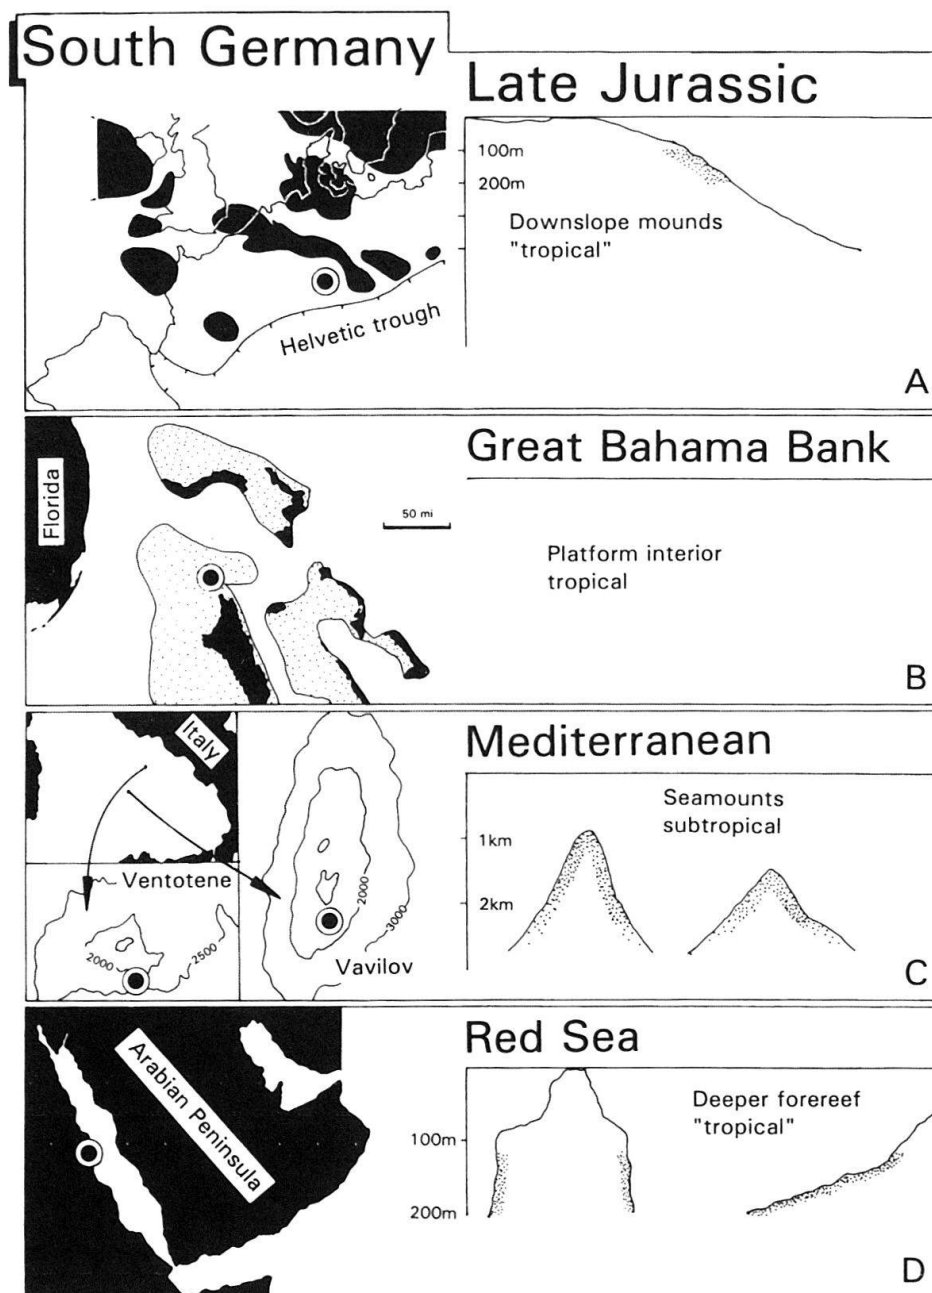 South Germany
Late Jurassic
100m
200m
Downslope mounds
"tropical"
Helvetic trough
A
Great Bahama Bank
Florida
50 mi
Platform interior
tropical
B
Mediterranean
Italy
Seamounts
subtropical
1km
2km
Ventotene
2000
2500
2000
3000
Vavilov
C
Red Sea
Arabian Peninsula
Deeper forereef
"tropical"
100m
200m
D